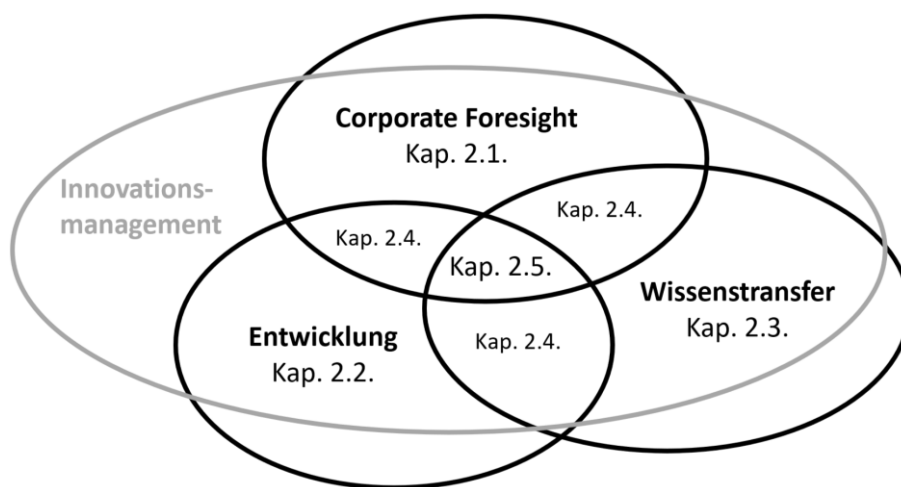 Corporate Foresight
Kap. 2.1.
Innovations-
management
Kap. 2.4.
Kap. 2.4.
Kap. 2.5.
Wissenstransfer
Kap. 2.3.
Entwicklung
Kap. 2.2.
Kap. 2.4.